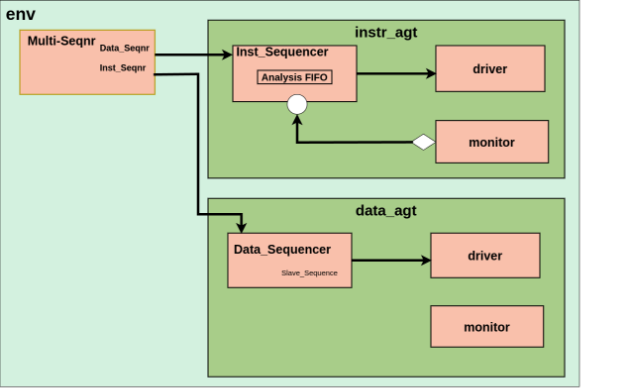 env
Multi-Seqnr
Data_Seqnr
Inst_Seqnr
instr_agt
Inst_Sequencer
Analysis FIFO
driver
monitor
data_agt
Data_Sequencer
Slave_Sequence
driver
monitor